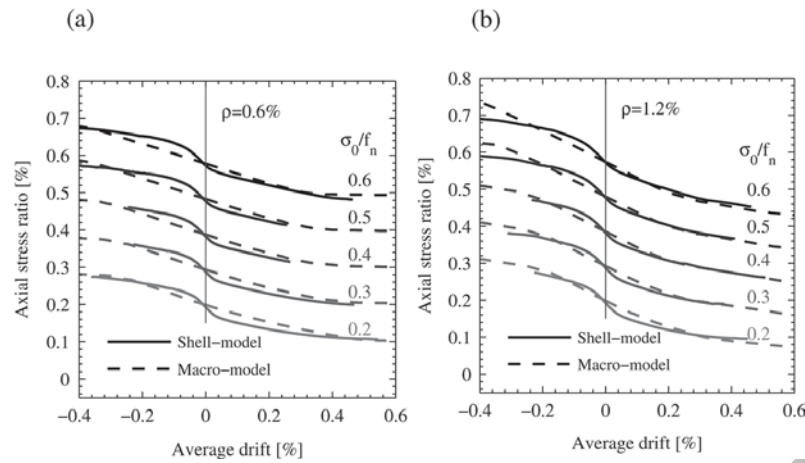 (a)
Axial stress ratio [%]
0.8
0.7
0.6
0.5
0.4
0.3
0.2
0.1
0
ρ=0.6%
σ0/fn
0.6
0.5
0.4
0.3
0.2
Shell−model
Macro−model
−0.4 −0.2 0 0.2 0.4 0.6
Average drift [%]
(b)
Axial stress ratio [%]
0.8
0.7
0.6
0.5
0.4
0.3
0.2
0.1
0
ρ=1.2%
σ0/fn
0.6
0.5
0.4
0.3
0.2
Shell−model
Macro−model
−0.4 −0.2 0 0.2 0.4 0.6
Average drift [%]